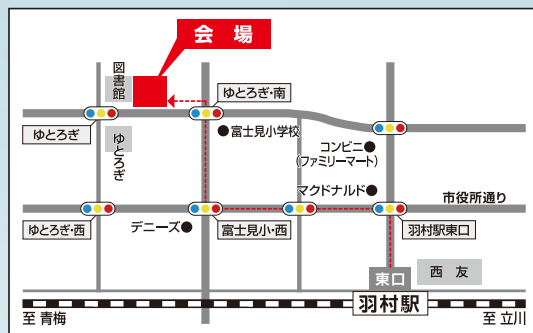 会場
図書館
ゆとろぎ・南
ゆとろぎ
ゆとろぎ
富士見小学校
コンビニ
(ファミリーマート)
マクドナルド
市役所通り
ゆとろぎ・西
デニーズ
富士見小・西
羽村駅東口
東口
西友
羽村駅
至 青梅
至 立川